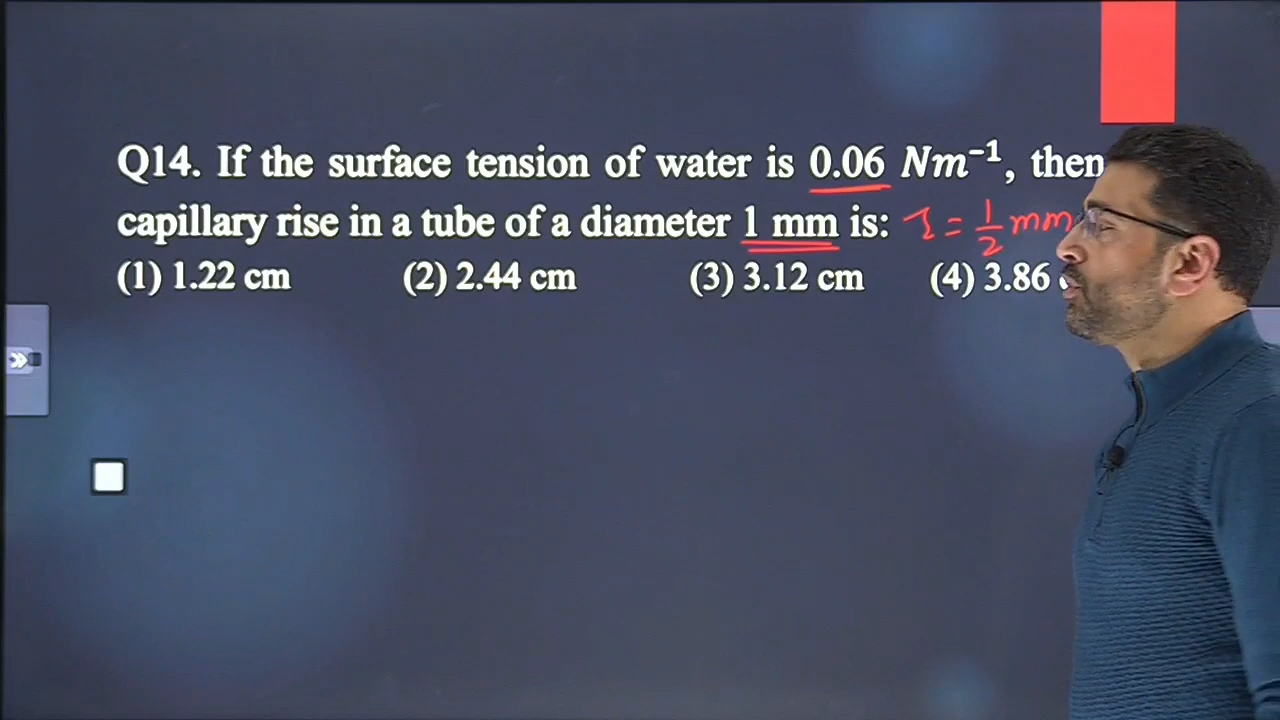 Q14. If the surface tension of water is 0.06 Nm⁻¹, then
capillary rise in a tube of a diameter 1 mm is: r = 1/2 mm
(1) 1.22 cm (2) 2.44 cm (3) 3.12 cm (4) 3.86